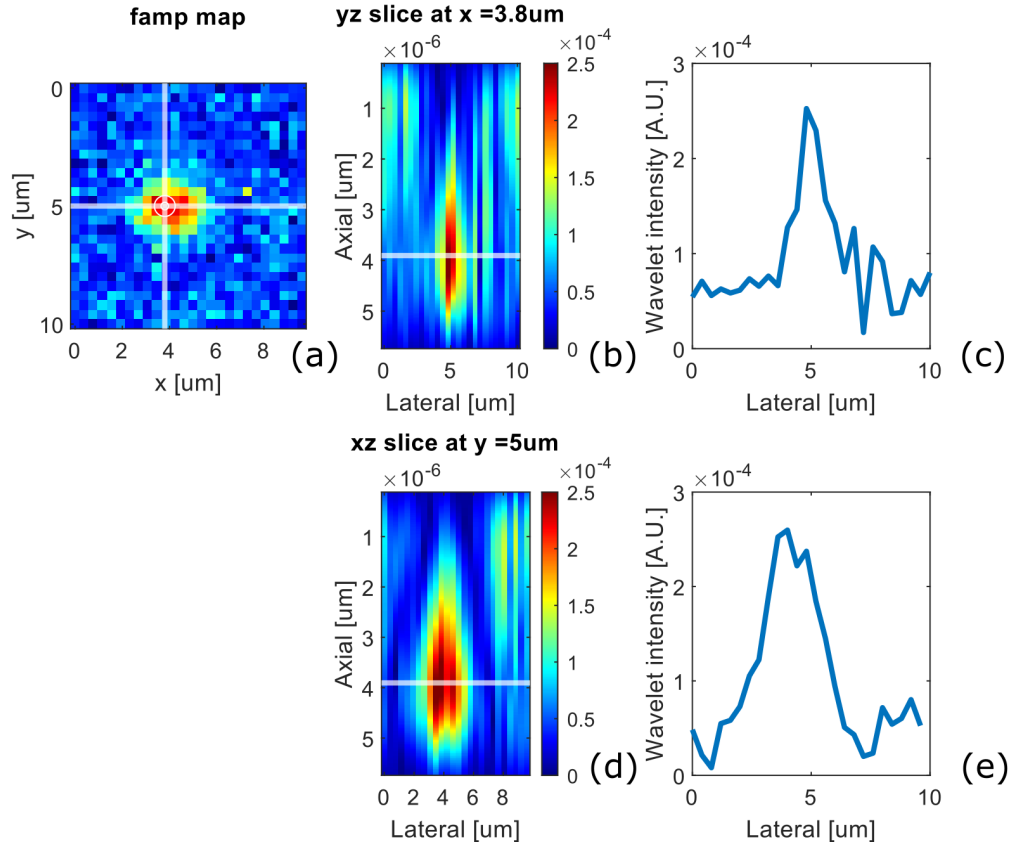 famp map
0
5
10
y [um]
0 2 4 6 8
x [um]
(a)
yz slice at x =3.8um
×10⁻⁶
×10⁻⁴
1
2
3
4
5
Axial [um]
0 5 10
Lateral [um]
2.5
2
1.5
1
0.5
0
(b)
×10⁻⁴
3
2
1
0
Wavelet intensity [A.U.]
0 5 10
Lateral [um]
(c)
xz slice at y =5um
×10⁻⁶
×10⁻⁴
1
2
3
4
5
Axial [um]
0 2 4 6 8
Lateral [um]
2.5
2
1.5
1
0.5
0
(d)
×10⁻⁴
3
2
1
0
Wavelet intensity [A.U.]
0 5 10
Lateral [um]
(e)